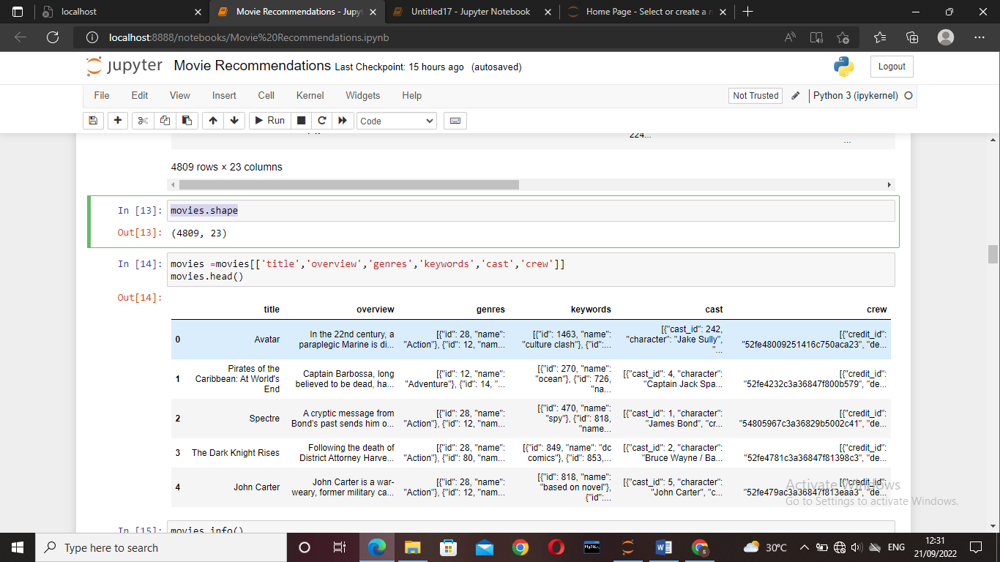 localhost
Movie Recommendations - Jupyt
Untitled17 - Jupyter Notebook
Home Page - Select or create a n
localhost:8888/notebooks/Movie%20Recommendations.ipynb
jupyter Movie Recommendations Last Checkpoint: 15 hours ago (autosaved)
Logout
File Edit View Insert Cell Kernel Widgets Help
Not Trusted
Python 3 (ipykernel)
Run
Code
224...
...
4809 rows × 23 columns
In [13]: movies.shape
Out[13]: (4809, 23)
In [14]: movies =movies[['title','overview','genres','keywords','cast','crew']]
movies.head()
Out[14]:
title overview genres keywords cast crew
0 Avatar In the 22nd century, a paraplegic Marine is di... [{"id": 28, "name": "Action"}, {"id": 12, "nam... [{"id": 1463, "name": "culture clash"}, {"id":... [{"cast_id": 242, "character": "Jake Sully", "... [{"credit_id": "52fe48009251416c750aca23", "de...
1 Pirates of the Caribbean: At World's End Captain Barbossa, long believed to be dead, ha... [{"id": 12, "name": "Adventure"}, {"id": 14, "... [{"id": 270, "name": "ocean"}, {"id": 726, "na... [{"cast_id": 4, "character": "Captain Jack Spa... [{"credit_id": "52fe4232c3a36847f800b579", "de...
2 Spectre A cryptic message from Bond's past sends him o... [{"id": 28, "name": "Action"}, {"id": 12, "nam... [{"id": 470, "name": "spy"}, {"id": 818, "name... [{"cast_id": 1, "character": "James Bond", "cr... [{"credit_id": "54805967c3a36829b5002c41", "de...
3 The Dark Knight Rises Following the death of District Attorney Harve... [{"id": 28, "name": "Action"}, {"id": 80, "nam... [{"id": 849, "name": "dc comics"}, {"id": 853,... [{"cast_id": 2, "character": "Bruce Wayne / Ba... [{"credit_id": "52fe4781c3a36847f81398c3", "de...
4 John Carter John Carter is a war-weary, former military ca... [{"id": 28, "name": "Action"}, {"id": 12, "nam... [{"id": 818, "name": "based on novel"}, {"id":... [{"cast_id": 5, "character": "John Carter", "c... [{"credit_id": "52fe479ac3a36847f813eaa3", "de...
Activate Windows
Go to Settings to activate Windows.
In [15]: movies.info()
Type here to search
MySQL
30°C
ENG
12:31
21/09/2022